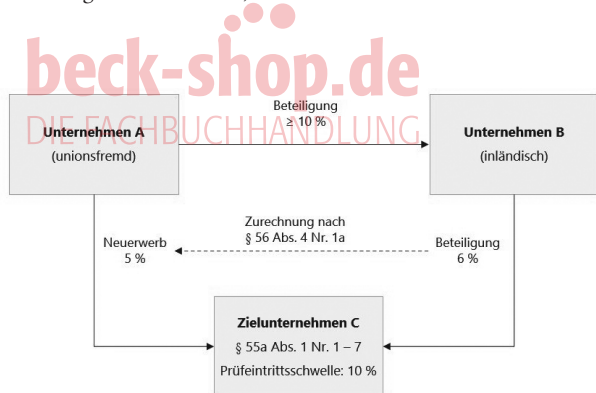 beck-shop.de
DIE FACHBUCHHANDLUNG
Beteiligung
≥ 10 %
Unternehmen A
(unionsfremd)
Unternehmen B
(inländisch)
Zurechnung nach
§ 56 Abs. 4 Nr. 1a
Neuerwerb
5 %
Beteiligung
6 %
Zielunternehmen C
§ 55a Abs. 1 Nr. 1 – 7
Prüfeintrittsschwelle: 10 %